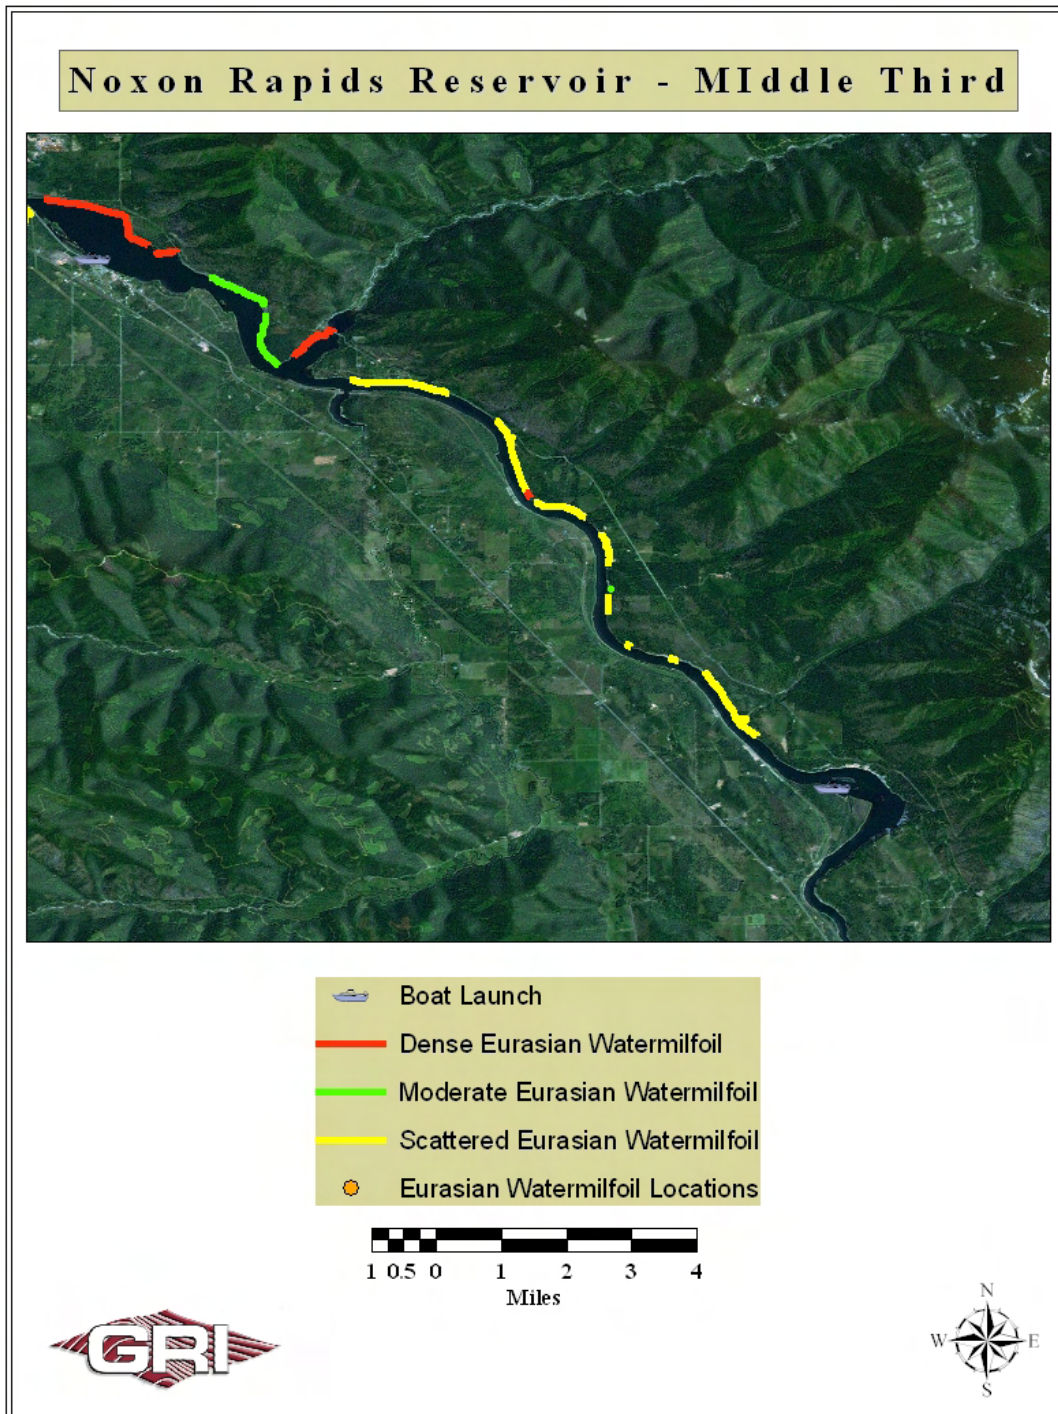 Noxon Rapids Reservoir - MIddle Third
Boat Launch
Dense Eurasian Watermilfoil
Moderate Eurasian Watermilfoil
Scattered Eurasian Watermilfoil
Eurasian Watermilfoil Locations
1 0.5 0 1 2 3 4
Miles
GRI
N
W E
S